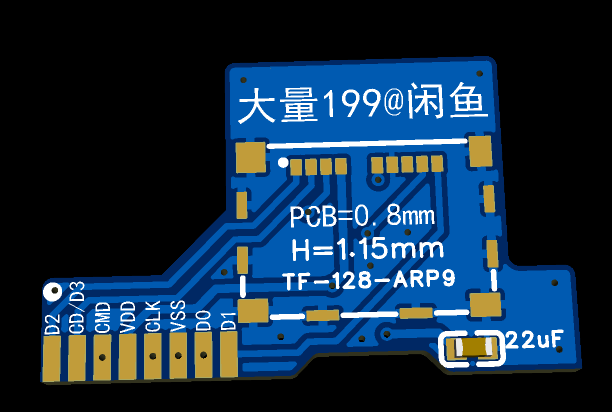 大量199@闲鱼
PCB=0.8mm
H=1.15mm
TF-128-ARP9
D2
CD/D3
CMD
VDD
CLK
VSS
D0
D1
22uF